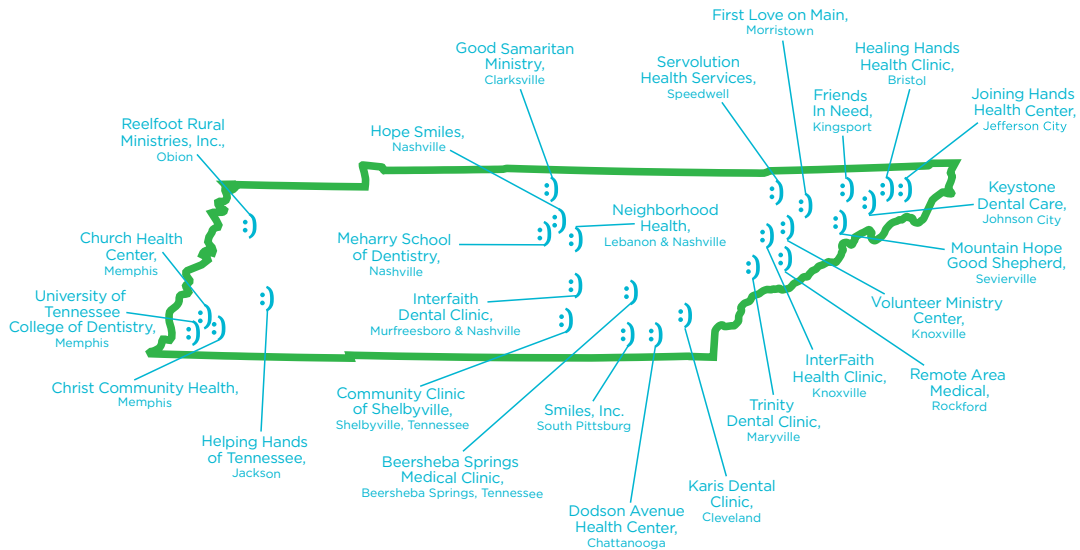 First Love on Main,
Morristown
Good Samaritan
Ministry,
Clarksville
Servolution
Health Services,
Speedwell
Healing Hands
Health Clinic,
Bristol
Friends
In Need,
Kingsport
Joining Hands
Health Center,
Jefferson City
Reelfoot Rural
Ministries, Inc.,
Obion
Hope Smiles,
Nashville
Keystone
Dental Care,
Johnson City
Neighborhood
Health,
Lebanon & Nashville
Church Health
Center,
Memphis
Meharry School
of Dentistry,
Nashville
Mountain Hope
Good Shepherd,
Sevierville
University of
Tennessee
College of Dentistry,
Memphis
Interfaith
Dental Clinic,
Murfreesboro & Nashville
Volunteer Ministry
Center,
Knoxville
InterFaith
Health Clinic,
Knoxville
Remote Area
Medical,
Rockford
Christ Community Health,
Memphis
Community Clinic
of Shelbyville,
Shelbyville, Tennessee
Smiles, Inc.
South Pittsburg
Trinity
Dental Clinic,
Maryville
Helping Hands
of Tennessee,
Jackson
Beersheba Springs
Medical Clinic,
Beersheba Springs, Tennessee
Karis Dental
Clinic,
Cleveland
Dodson Avenue
Health Center,
Chattanooga